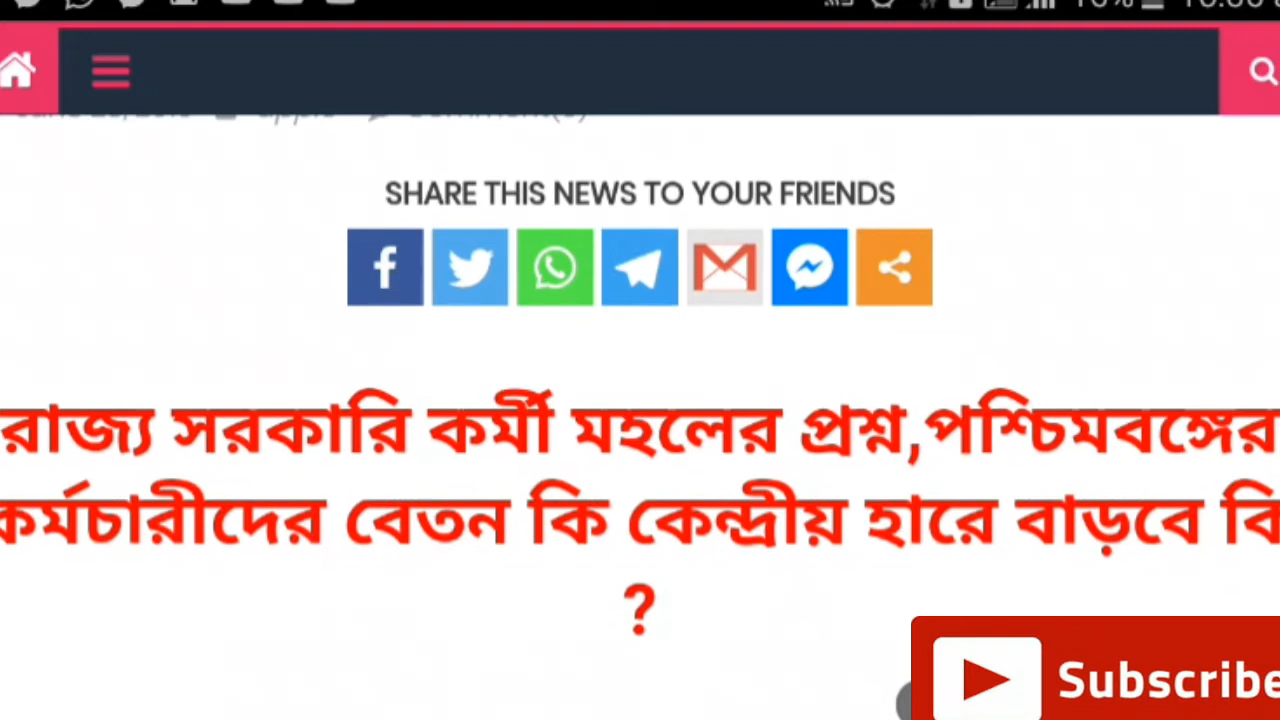 SHARE THIS NEWS TO YOUR FRIENDS
রাজ্য সরকারি কর্মী মহলের প্রশ্ন,পশ্চিমবঙ্গের
কর্মচারীদের বেতন কি কেন্দ্রীয় হারে বাড়বে
?
Subscribe